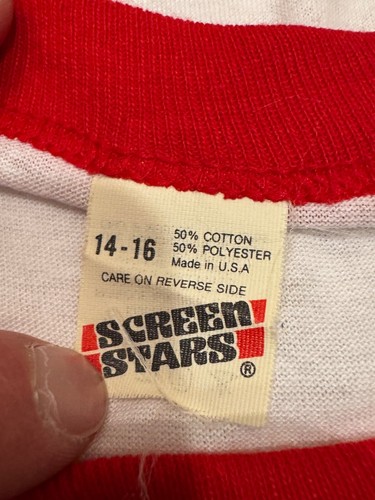 14-16
50% COTTON
50% POLYESTER
Made in U.S.A
CARE ON REVERSE SIDE
SCREEN
STARS®